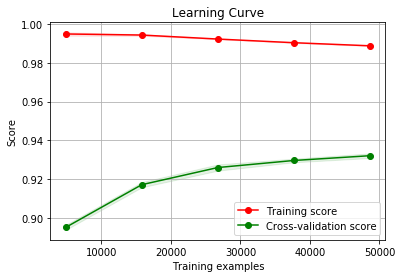 Learning Curve
1.00
0.98
0.96
0.94
0.92
0.90
Score
10000 20000 30000 40000 50000
Training examples
Training score
Cross-validation score